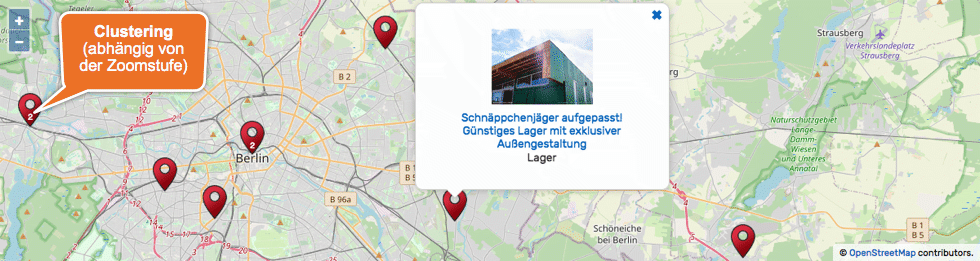 +
−
Clustering
(abhängig von
der Zoomstufe)
2
2
Berlin
B 2
B 96a
B 1
B 5
Schnäppchenjäger aufgepasst!
Günstiges Lager mit exklusiver
Außengestaltung
Lager
Strausberg
Verkehrslandeplatz
Strausberg
Naturschutzgebiet
Lange-
Damm-
Wiesen
und Unteres
Annatal
Schöneiche
bei Berlin
B 1
B 5
© OpenStreetMap contributors.